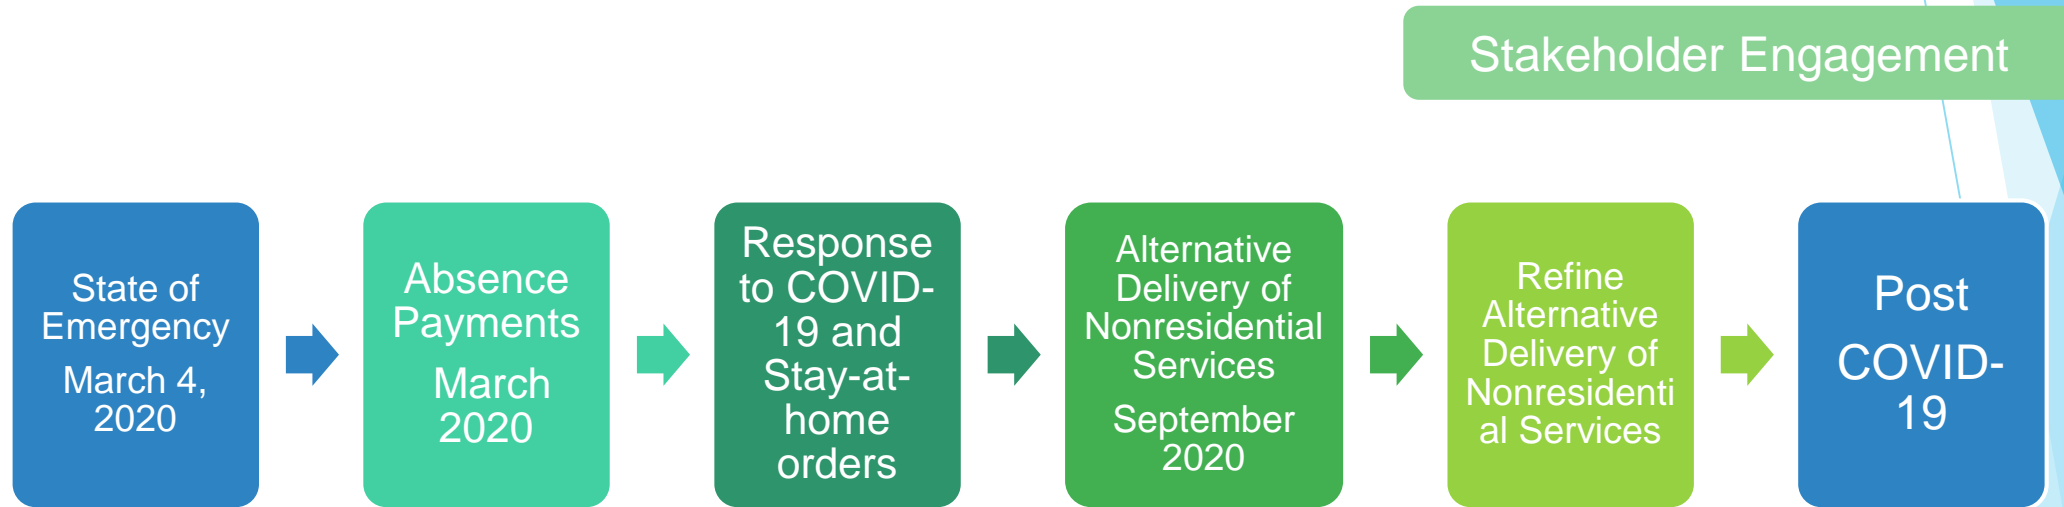 Stakeholder Engagement
State of
Emergency
March 4,
2020
Absence
Payments
March
2020
Response
to COVID-
19 and
Stay-at-
home
orders
Alternative
Delivery of
Nonresidential
Services
September
2020
Refine
Alternative
Delivery of
Nonresidenti
al Services
Post
COVID-
19